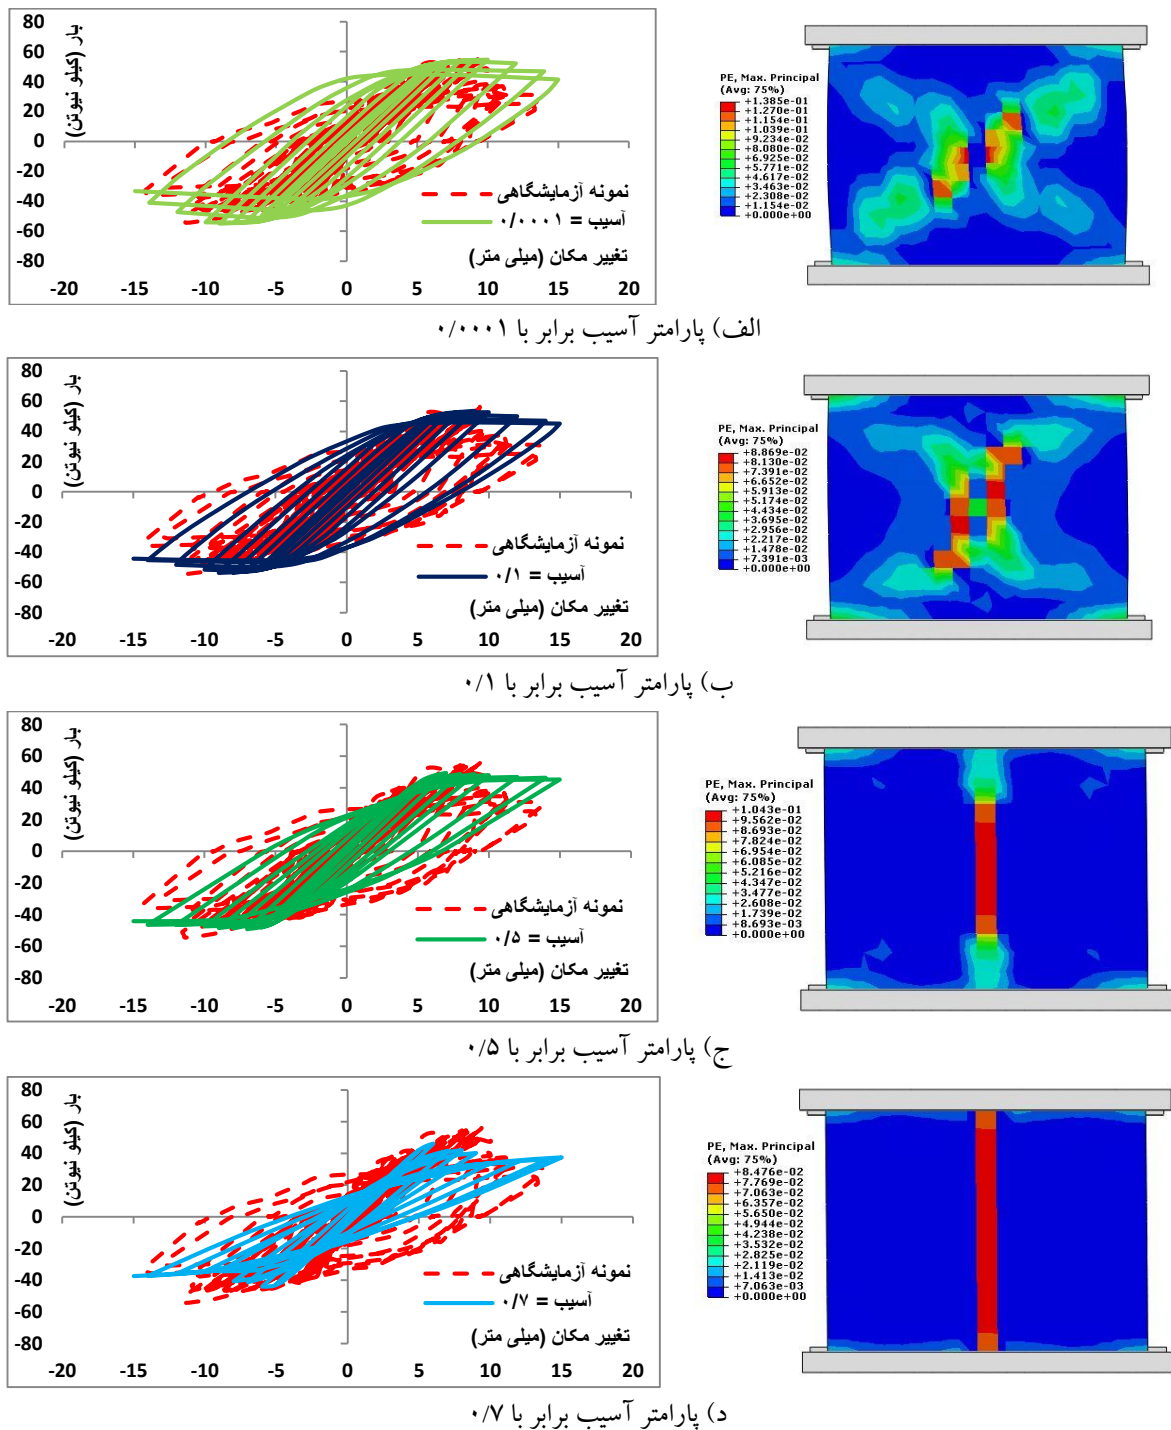 80
60
40
20
0
-20
-40
-60
-80
بار (کیلو نیوتن)
نمونه آزمایشگاهی
آسیب = ۰/۰۰۰۱
تغییر مکان (میلی متر)
-20 -15 -10 -5 0 5 10 15 20
PE, Max. Principal
(Avg: 75%)
+1.385e-01
+1.270e-01
+1.154e-01
+1.039e-01
+9.234e-02
+8.080e-02
+6.925e-02
+5.771e-02
+4.617e-02
+3.463e-02
+2.308e-02
+1.154e-02
+0.000e+00
الف) پارامتر آسیب برابر با ۰/۰۰۰۱
80
60
40
20
0
-20
-40
-60
-80
بار (کیلو نیوتن)
نمونه آزمایشگاهی
آسیب = ۰/۱
تغییر مکان (میلی متر)
-20 -15 -10 -5 0 5 10 15 20
PE, Max. Principal
(Avg: 75%)
+8.869e-02
+8.130e-02
+7.391e-02
+6.652e-02
+5.913e-02
+5.174e-02
+4.434e-02
+3.695e-02
+2.956e-02
+2.217e-02
+1.478e-02
+7.391e-03
+0.000e+00
ب) پارامتر آسیب برابر با ۰/۱
80
60
40
20
0
-20
-40
-60
-80
بار (کیلو نیوتن)
نمونه آزمایشگاهی
آسیب = ۰/۵
تغییر مکان (میلی متر)
-20 -15 -10 -5 0 5 10 15 20
PE, Max. Principal
(Avg: 75%)
+1.043e-01
+9.562e-02
+8.693e-02
+7.824e-02
+6.954e-02
+6.085e-02
+5.216e-02
+4.347e-02
+3.477e-02
+2.608e-02
+1.739e-02
+8.693e-03
+0.000e+00
ج) پارامتر آسیب برابر با ۰/۵
80
60
40
20
0
-20
-40
-60
-80
بار (کیلو نیوتن)
نمونه آزمایشگاهی
آسیب = ۰/۷
تغییر مکان (میلی متر)
-20 -15 -10 -5 0 5 10 15 20
PE, Max. Principal
(Avg: 75%)
+8.476e-02
+7.769e-02
+7.063e-02
+6.357e-02
+5.650e-02
+4.944e-02
+4.238e-02
+3.532e-02
+2.825e-02
+2.119e-02
+1.413e-02
+7.063e-03
+0.000e+00
د) پارامتر آسیب برابر با ۰/۷